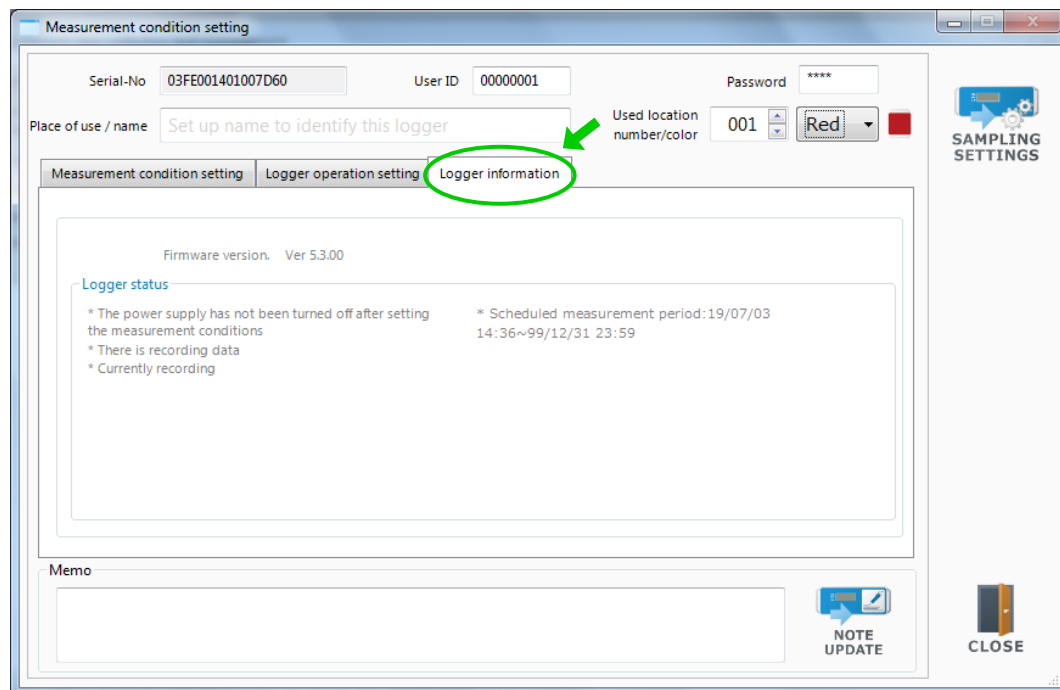 Measurement condition setting
Serial-No 03FE001401007D60 User ID 00000001 Password ****
Place of use / name Set up name to identify this logger Used location number/color 001 Red
SAMPLING
SETTINGS
Measurement condition setting Logger operation setting Logger information
Firmware version. Ver 5.3.00
Logger status
* The power supply has not been turned off after setting
the measurement conditions
* There is recording data
* Currently recording
* Scheduled measurement period:19/07/03
14:36~99/12/31 23:59
Memo
NOTE
UPDATE
CLOSE